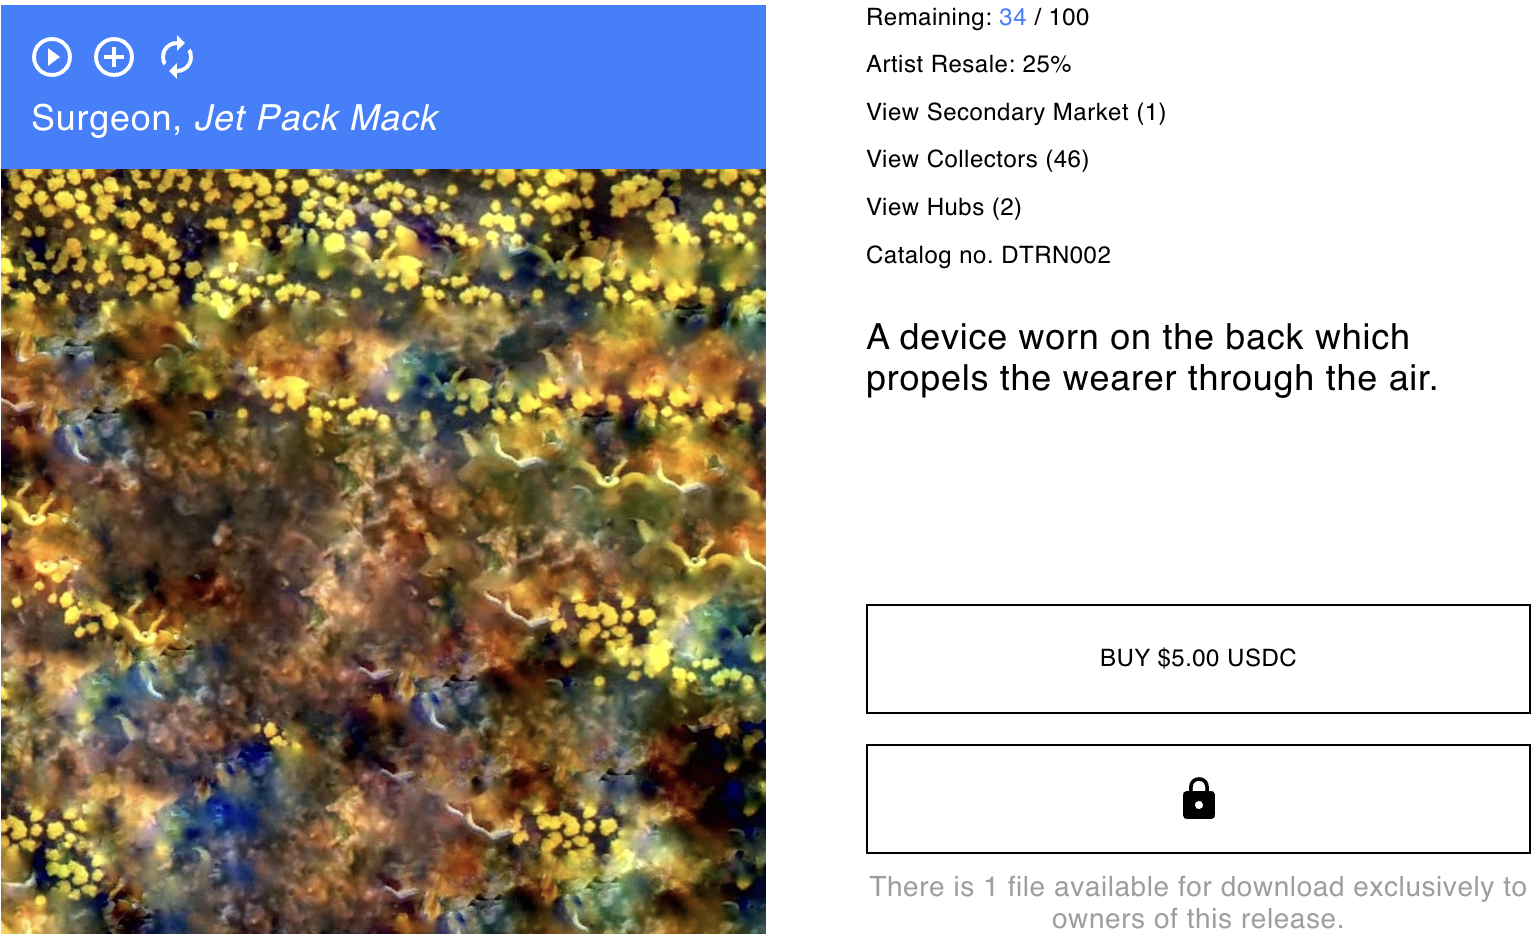 Surgeon, Jet Pack Mack
Remaining: 34 / 100
Artist Resale: 25%
View Secondary Market (1)
View Collectors (46)
View Hubs (2)
Catalog no. DTRN002
A device worn on the back which
propels the wearer through the air.
BUY $5.00 USDC
There is 1 file available for download exclusively to
owners of this release.